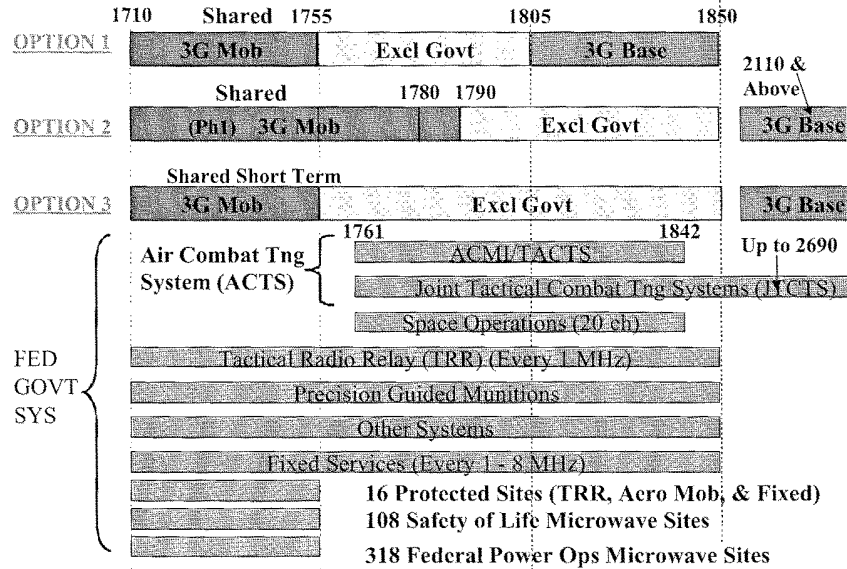 Shared
1710 1755 1805 1850
OPTION 1 3G Mob Excl Govt 3G Base
2110 &
Above
Shared 1780 1790
OPTION 2 (Ph1) 3G Mob Excl Govt 3G Base
Shared Short Term
OPTION 3 3G Mob Excl Govt 3G Base
1761 1842 Up to 2690
Air Combat Tng
System (ACTS)
ACMI/TACTS
Joint Tactical Combat Tng Systems (JTCTS)
Space Operations (20 ch)
FED
GOVT
SYS
Tactical Radio Relay (TRR) (Every 1 MHz)
Precision Guided Munitions
Other Systems
Fixed Services (Every 1 - 8 MHz)
16 Protected Sites (TRR, Aero Mob, & Fixed)
108 Safety of Life Microwave Sites
318 Federal Power Ops Microwave Sites